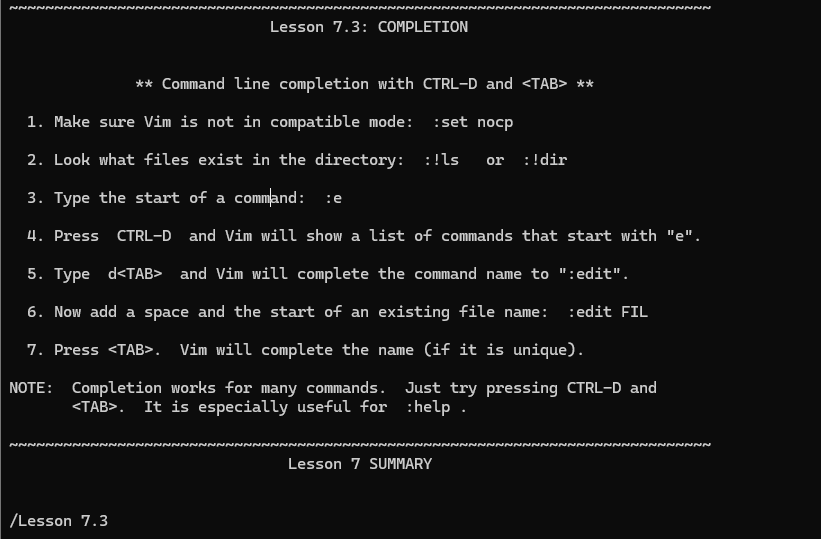 ~~~~~~~~~~~~~~~~~~~~~~~~~~~~~~~~~~~~~~~~~~~~~~~~~~~~~~~~~~~~~~~~~~~~~~~~~~~~~~
Lesson 7.3: COMPLETION
** Command line completion with CTRL-D and <TAB> **
1. Make sure Vim is not in compatible mode:  :set nocp
2. Look what files exist in the directory:  :!ls   or  :!dir
3. Type the start of a command:  :e
4. Press  CTRL-D  and Vim will show a list of commands that start with "e".
5. Type  d<TAB>  and Vim will complete the command name to ":edit".
6. Now add a space and the start of an existing file name:  :edit FIL
7. Press <TAB>.  Vim will complete the name (if it is unique).
NOTE:  Completion works for many commands.  Just try pressing CTRL-D and
<TAB>.  It is especially useful for  :help .
~~~~~~~~~~~~~~~~~~~~~~~~~~~~~~~~~~~~~~~~~~~~~~~~~~~~~~~~~~~~~~~~~~~~~~~~~~~~~~
Lesson 7 SUMMARY
/Lesson 7.3